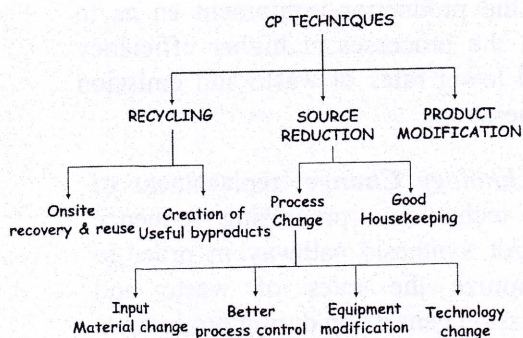 CP TECHNIQUES
RECYCLING
SOURCE
REDUCTION
PRODUCT
MODIFICATION
Onsite
recovery & reuse
Creation of
Useful byproducts
Process
Change
Good
Housekeeping
Input
Material change
Better
process control
Equipment
modification
Technology
change